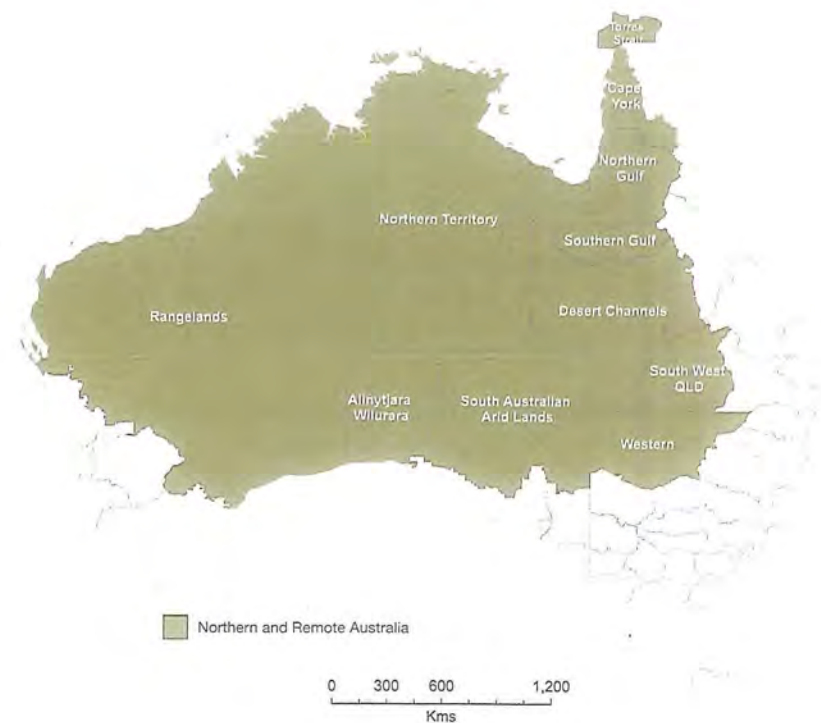 Torres
Strait
Cape
York
Northern
Gulf
Northern Territory
Southern Gulf
Rangelands
Desert Channels
South West
QLD
Alinytjara
Wilurara
South Australian
Arid Lands
Western
Northern and Remote Australia
0 300 600 1,200
Kms